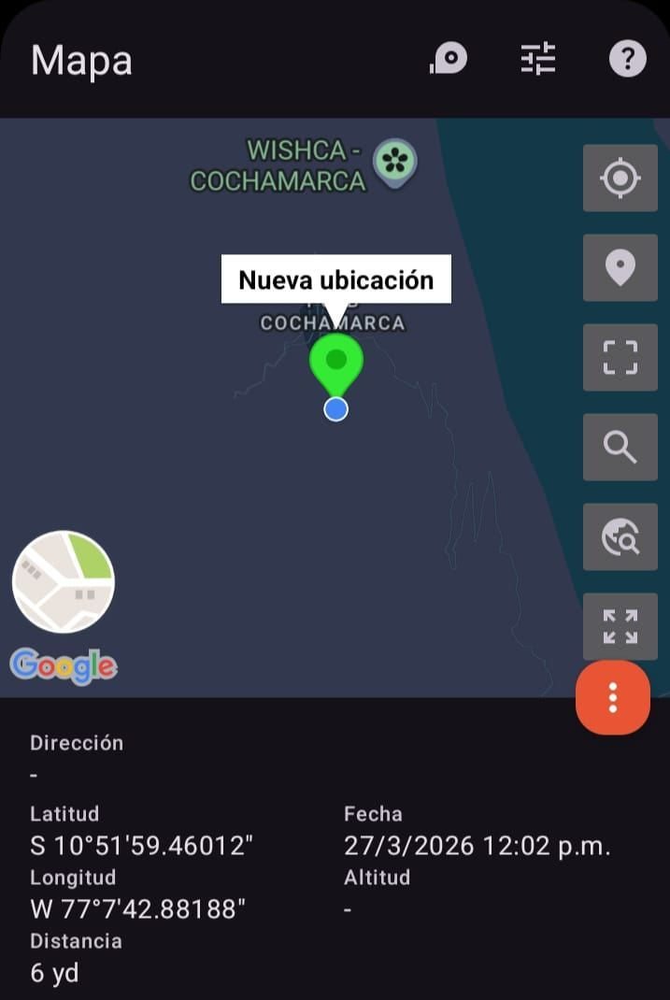 Mapa
WISHCA -
COCHAMARCA
Nueva ubicación
COCHAMARCA
Google
Dirección
-
Latitud
S 10°51'59.46012"
Fecha
27/3/2026 12:02 p.m.
Longitud
W 77°7'42.88188"
Altitud
-
Distancia
6 yd